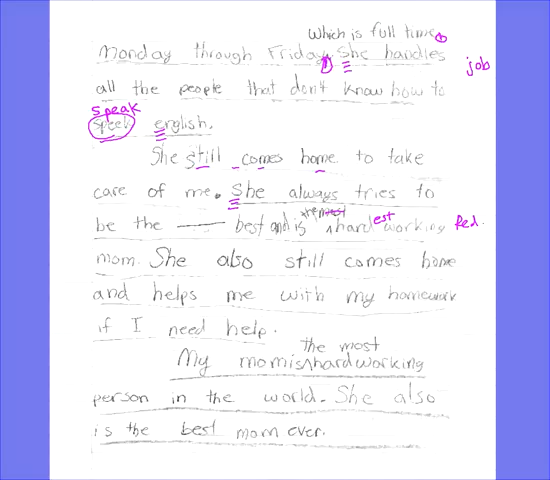 Which is full time
Monday through Friday. She handles job
all the people that don't know how to
speak
speek english.
She still comes home to take
care of me. She always tries to
be the best and is hardest working fed.
mom. She also still comes home
and helps me with my homework
if I need help.
the most
My mom is hardworking
person in the world. She also
is the best mom ever.